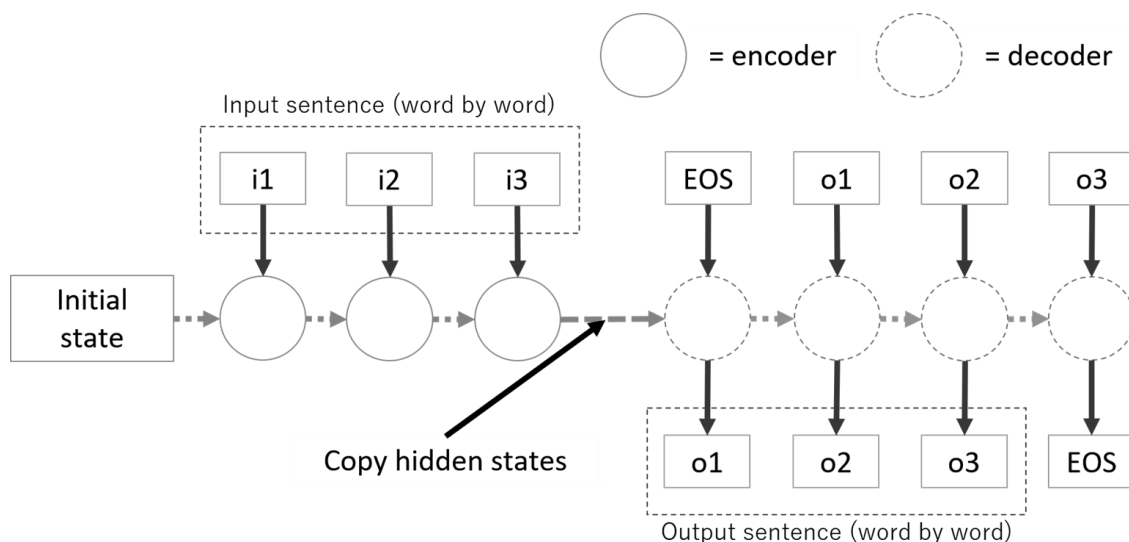 = encoder
= decoder
Input sentence (word by word)
i1
i2
i3
EOS
o1
o2
o3
Initial
state
Copy hidden states
o1
o2
o3
EOS
Output sentence (word by word)